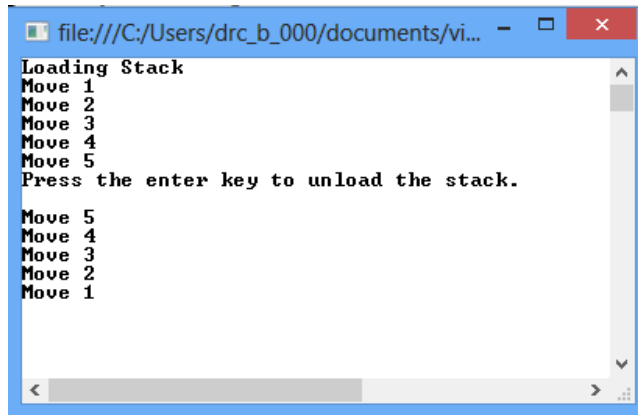 file:///C:/Users/drc_b_000/documents/vi...
Loading Stack
Move 1
Move 2
Move 3
Move 4
Move 5
Press the enter key to unload the stack.
Move 5
Move 4
Move 3
Move 2
Move 1